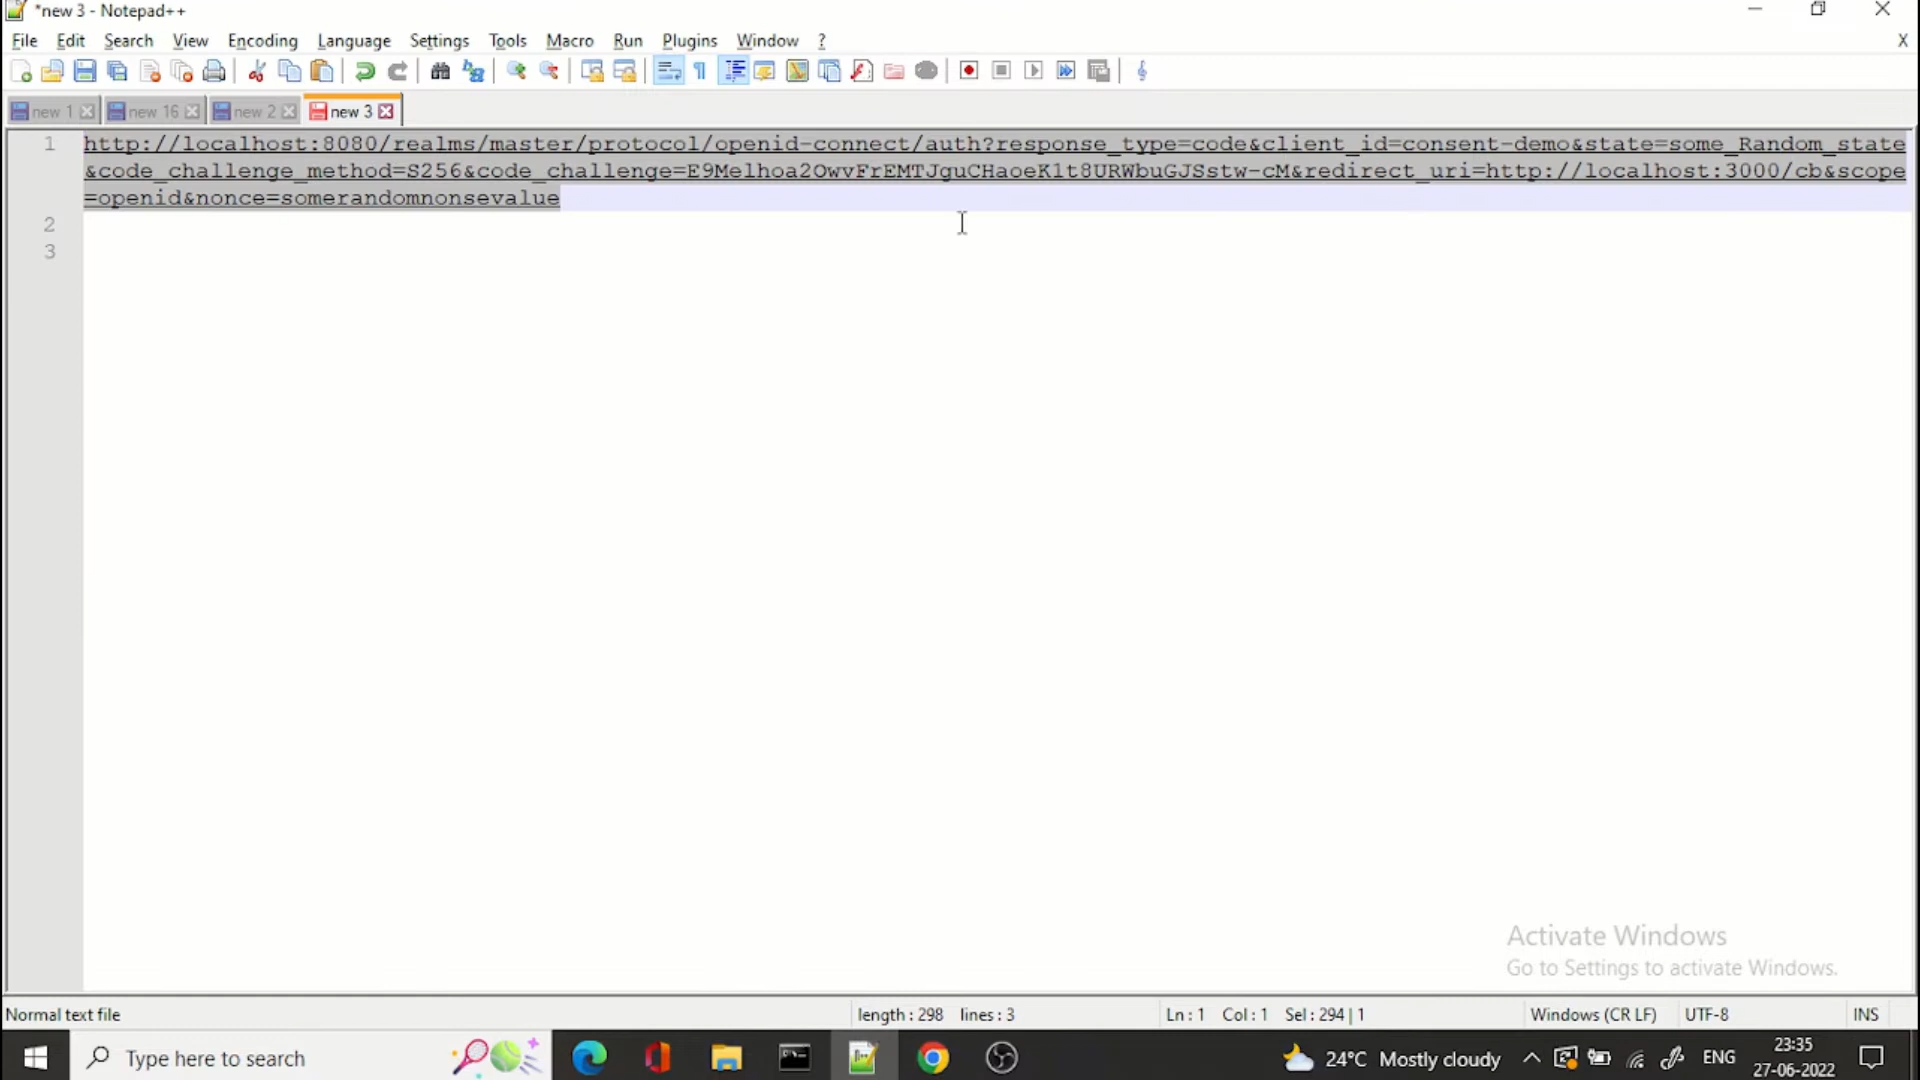 *new 3 - Notepad++
File Edit Search View Encoding Language Settings Tools Macro Run Plugins Window ?
X
new 1 new 16 new 2 new 3
1 http://localhost:8080/realms/master/protocol/openid-connect/auth?response_type=code&client_id=consent-demo&state=some_Random_state
&code_challenge_method=S256&code_challenge=E9Melhoa2OwvFrEMTJguCHaoeK1t8URWbuGJSstw-cM&redirect_uri=http://localhost:3000/cb&scope
=openid&nonce=somerandomnonsevalue
2
3
Activate Windows
Go to Settings to activate Windows.
Normal text file length : 298 lines : 3 Ln : 1 Col : 1 Sel : 294 | 1 Windows (CR LF) UTF-8 INS
Type here to search 24°C Mostly cloudy ENG 23:35
27-06-2022